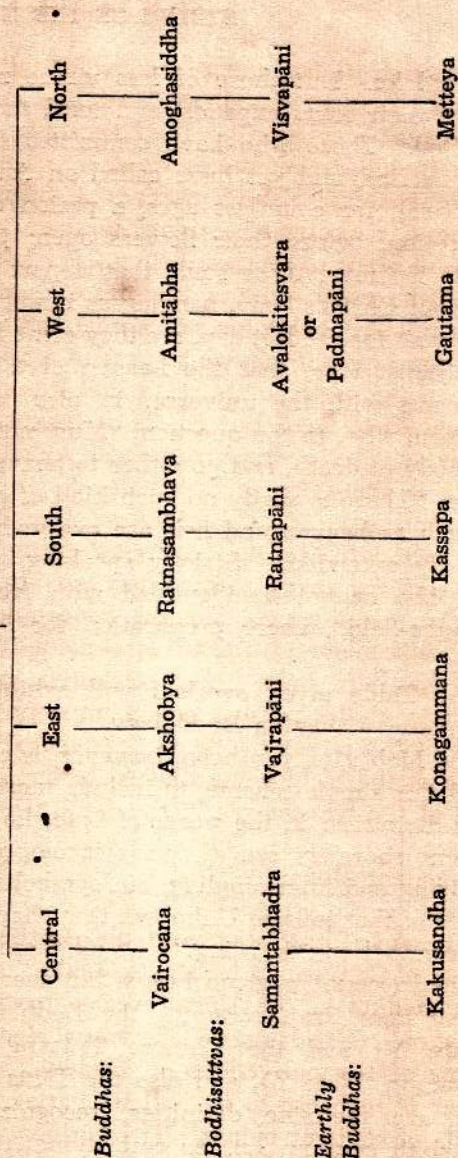 Central East South West North
Buddhas: Vairocana Akshobya Ratnasambhava Amitābha Amoghasiddha
Bodhisattvas: Samantabhadra Vajrapāni Ratnapāni Avalokitesvara Visvapāni
or
Padmapāni
Earthly
Buddhas: Kakusandha Konagammana Kassapa Gautama Metteya